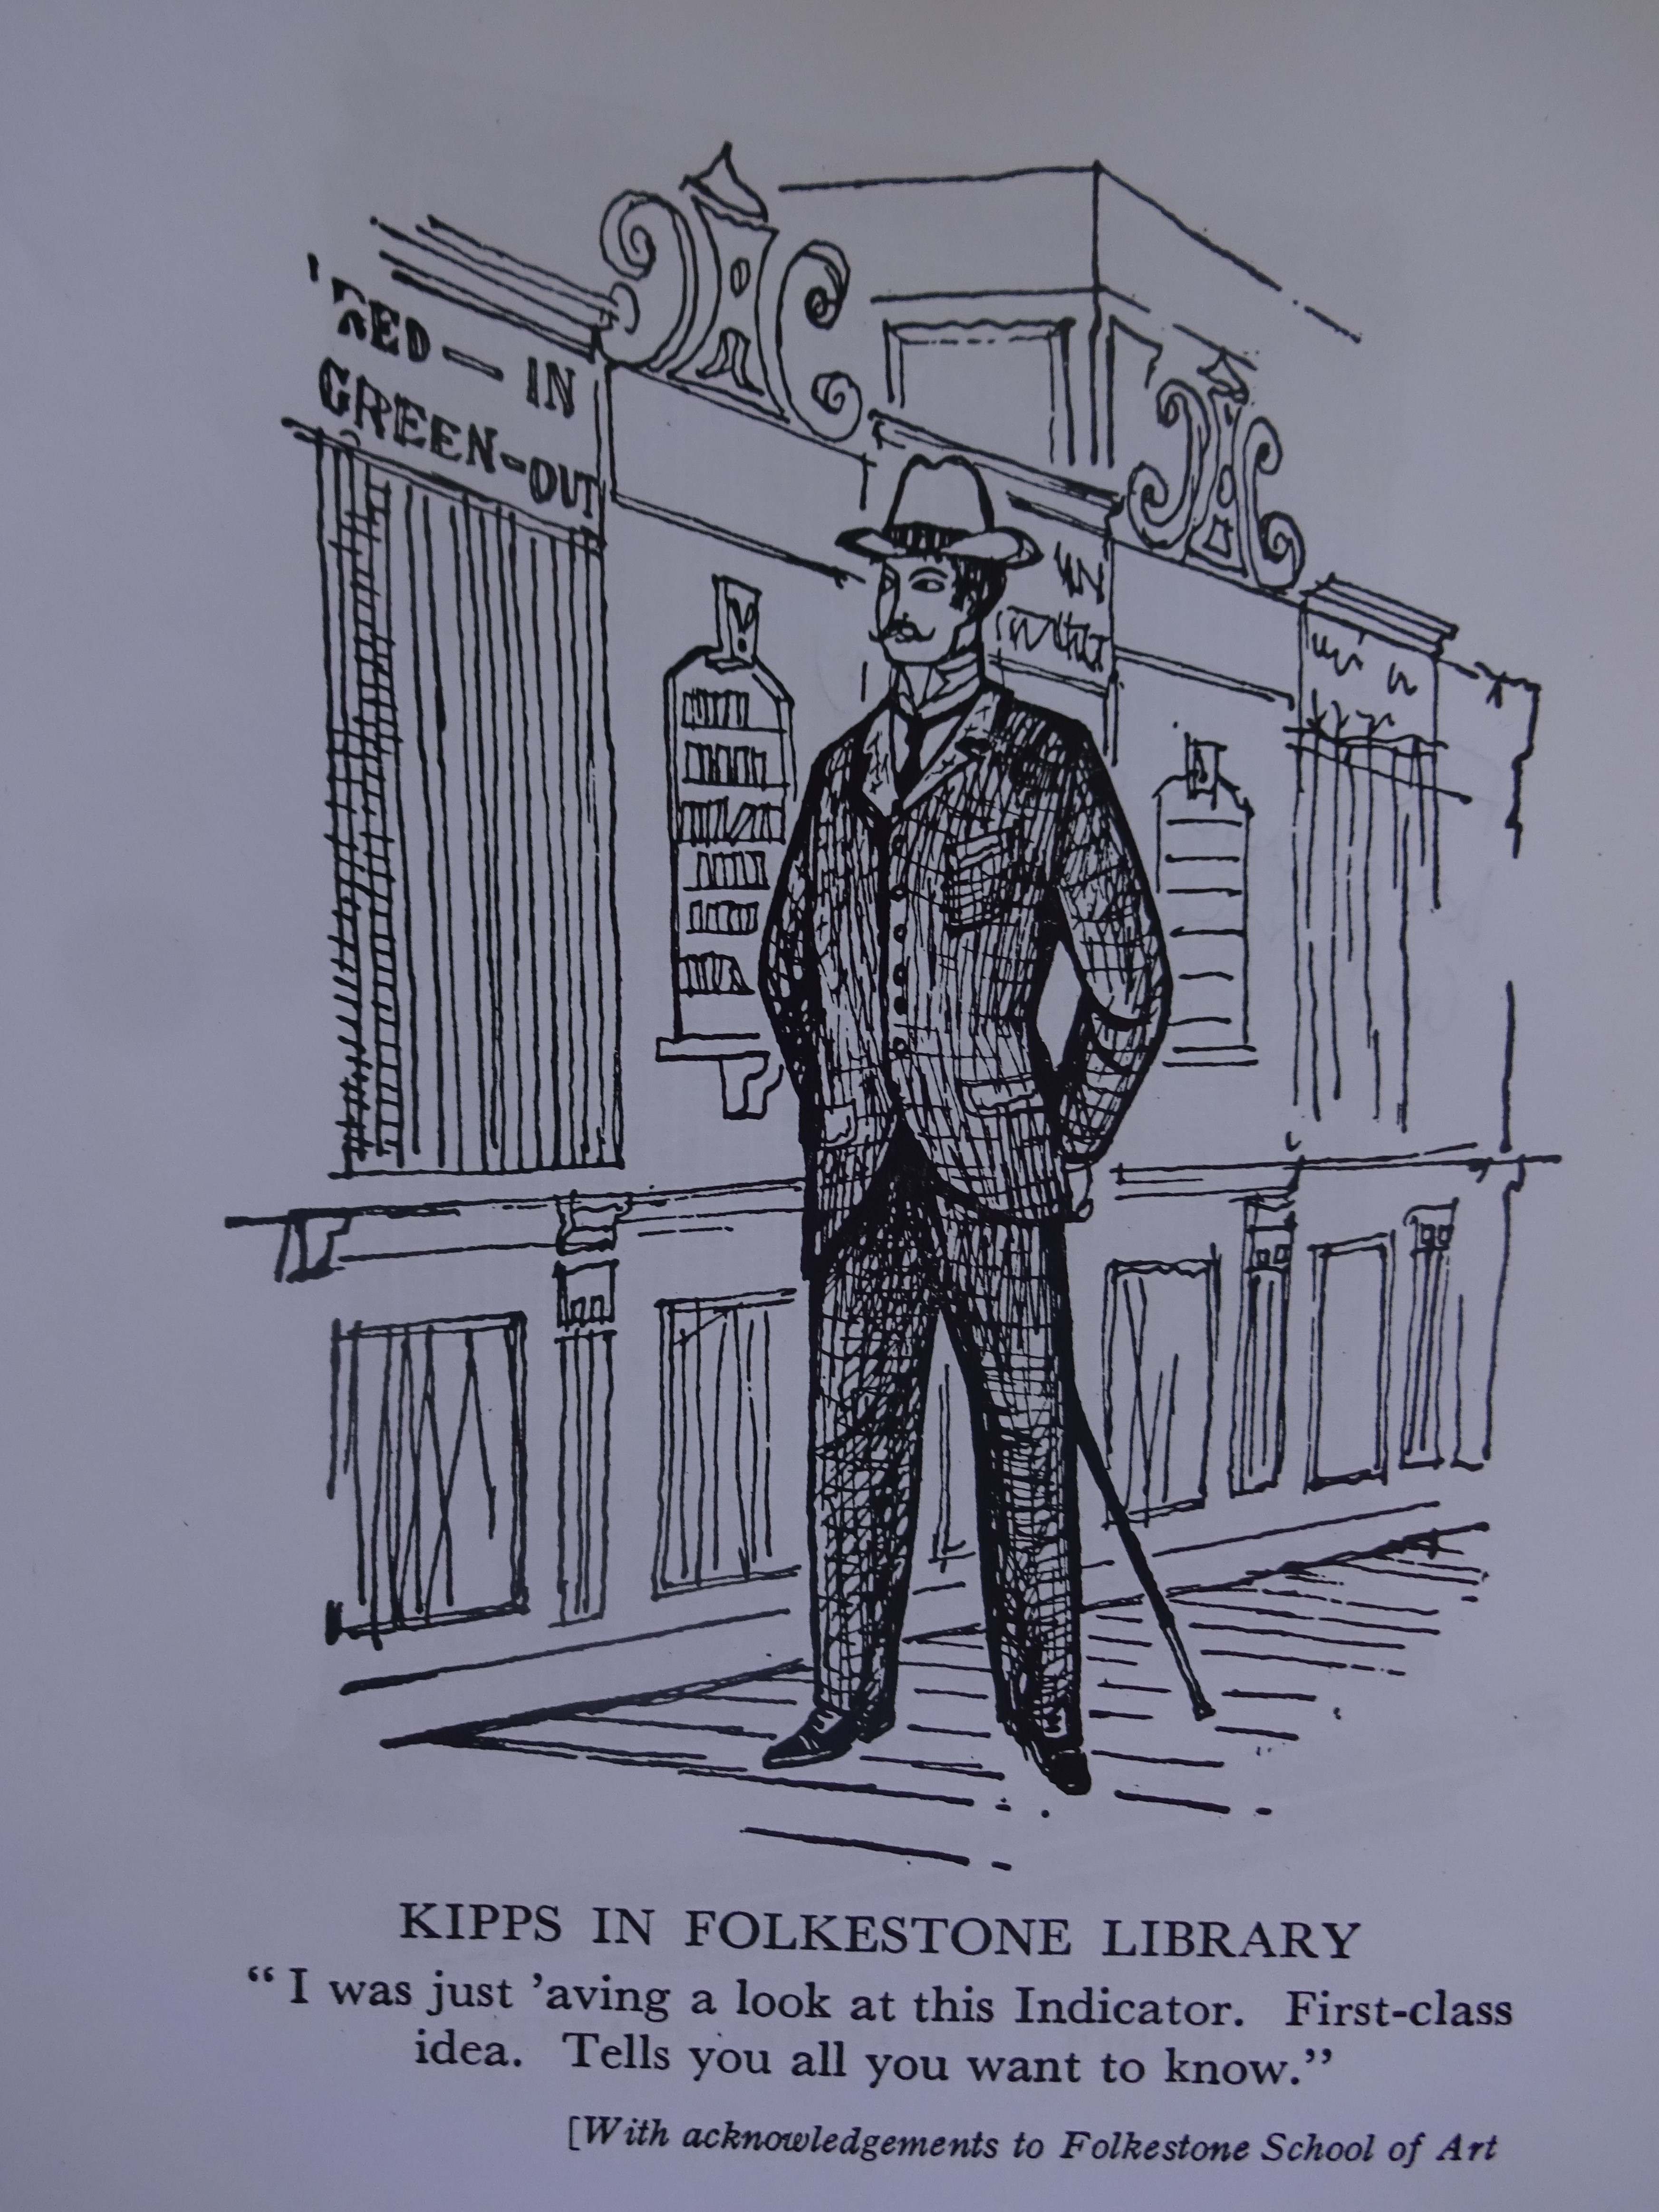 RED — IN
GREEN-OUT
KIPPS IN FOLKESTONE LIBRARY
“I was just ’aving a look at this Indicator. First-class
idea. Tells you all you want to know.”
[With acknowledgements to Folkestone School of Art